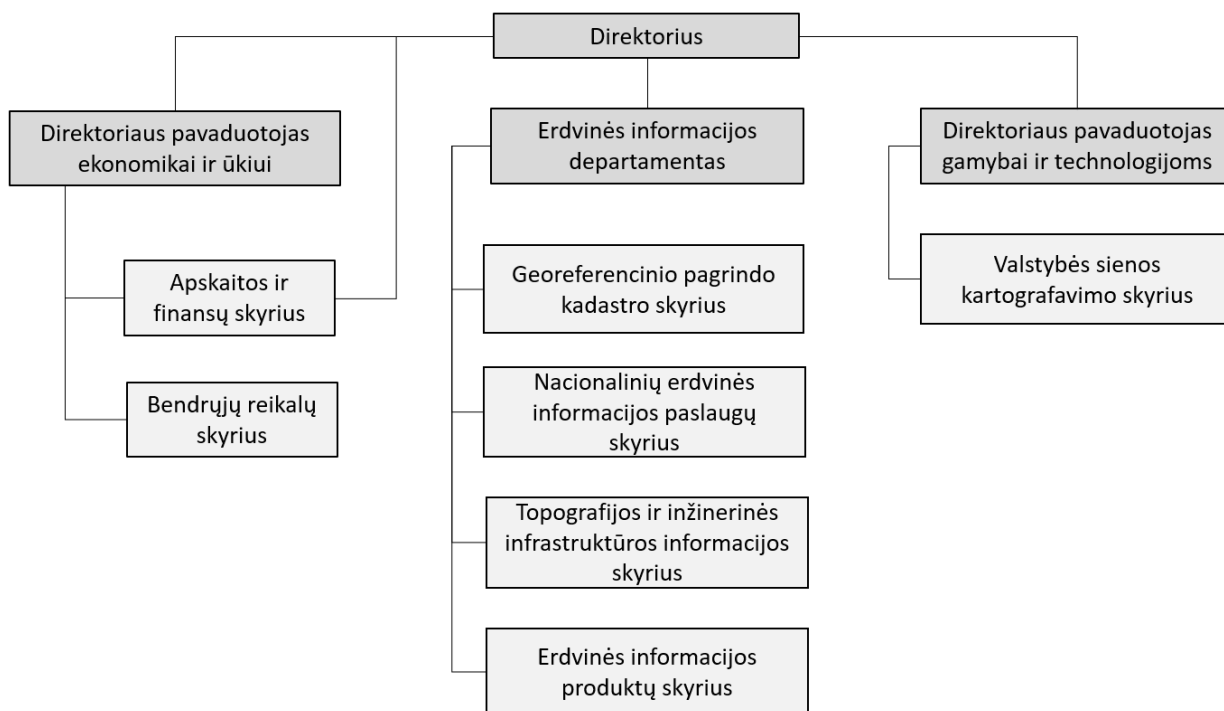 Direktorius
Direktoriaus pavaduotojas
ekonomikai ir ūkiui
Apskaitos ir
finansų skyrius
Bendrųjų reikalų
skyrius
Erdvinės informacijos
departamentas
Georeferencinio pagrindo
kadastro skyrius
Nacionalinių erdvinės
informacijos paslaugų
skyrius
Topografijos ir inžinerinės
infrastruktūros informacijos
skyrius
Erdvinės informacijos
produktų skyrius
Direktoriaus pavaduotojas
gamybai ir technologijoms
Valstybės sienos
kartografavimo skyrius